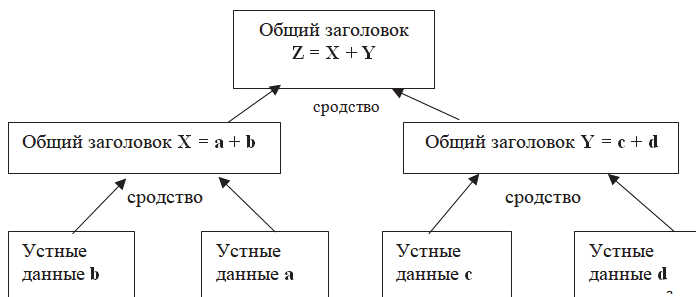 Общий заголовок
Z = X + Y
сродство
Общий заголовок X = a + b
Общий заголовок Y = c + d
сродство
сродство
Устные
данные b
Устные
данные a
Устные
данные c
Устные
данные d